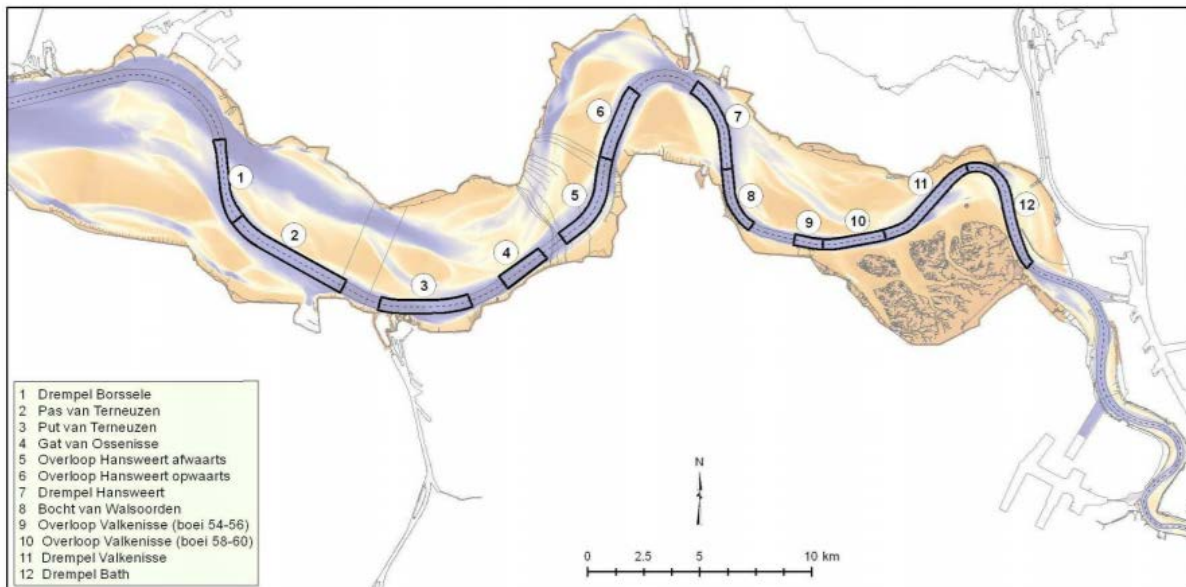 1
2
3
4
5
6
7
8
9
10
11
12
1 Drempel Borssele
2 Pas van Terneuzen
3 Put van Terneuzen
4 Gat van Ossenisse
5 Overloop Hansweert afwaarts
6 Overloop Hansweert opwaarts
7 Drempel Hansweert
8 Bocht van Walsoorden
9 Overloop Valkenisse (boei 54-56)
10 Overloop Valkenisse (boei 58-60)
11 Drempel Valkenisse
12 Drempel Bath
N
0 2.5 5 10 km